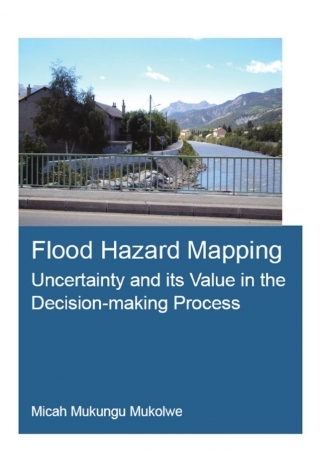 Flood Hazard Mapping
Uncertainty and its Value in the
Decision-making Process
Micah Mukungu Mukolwe